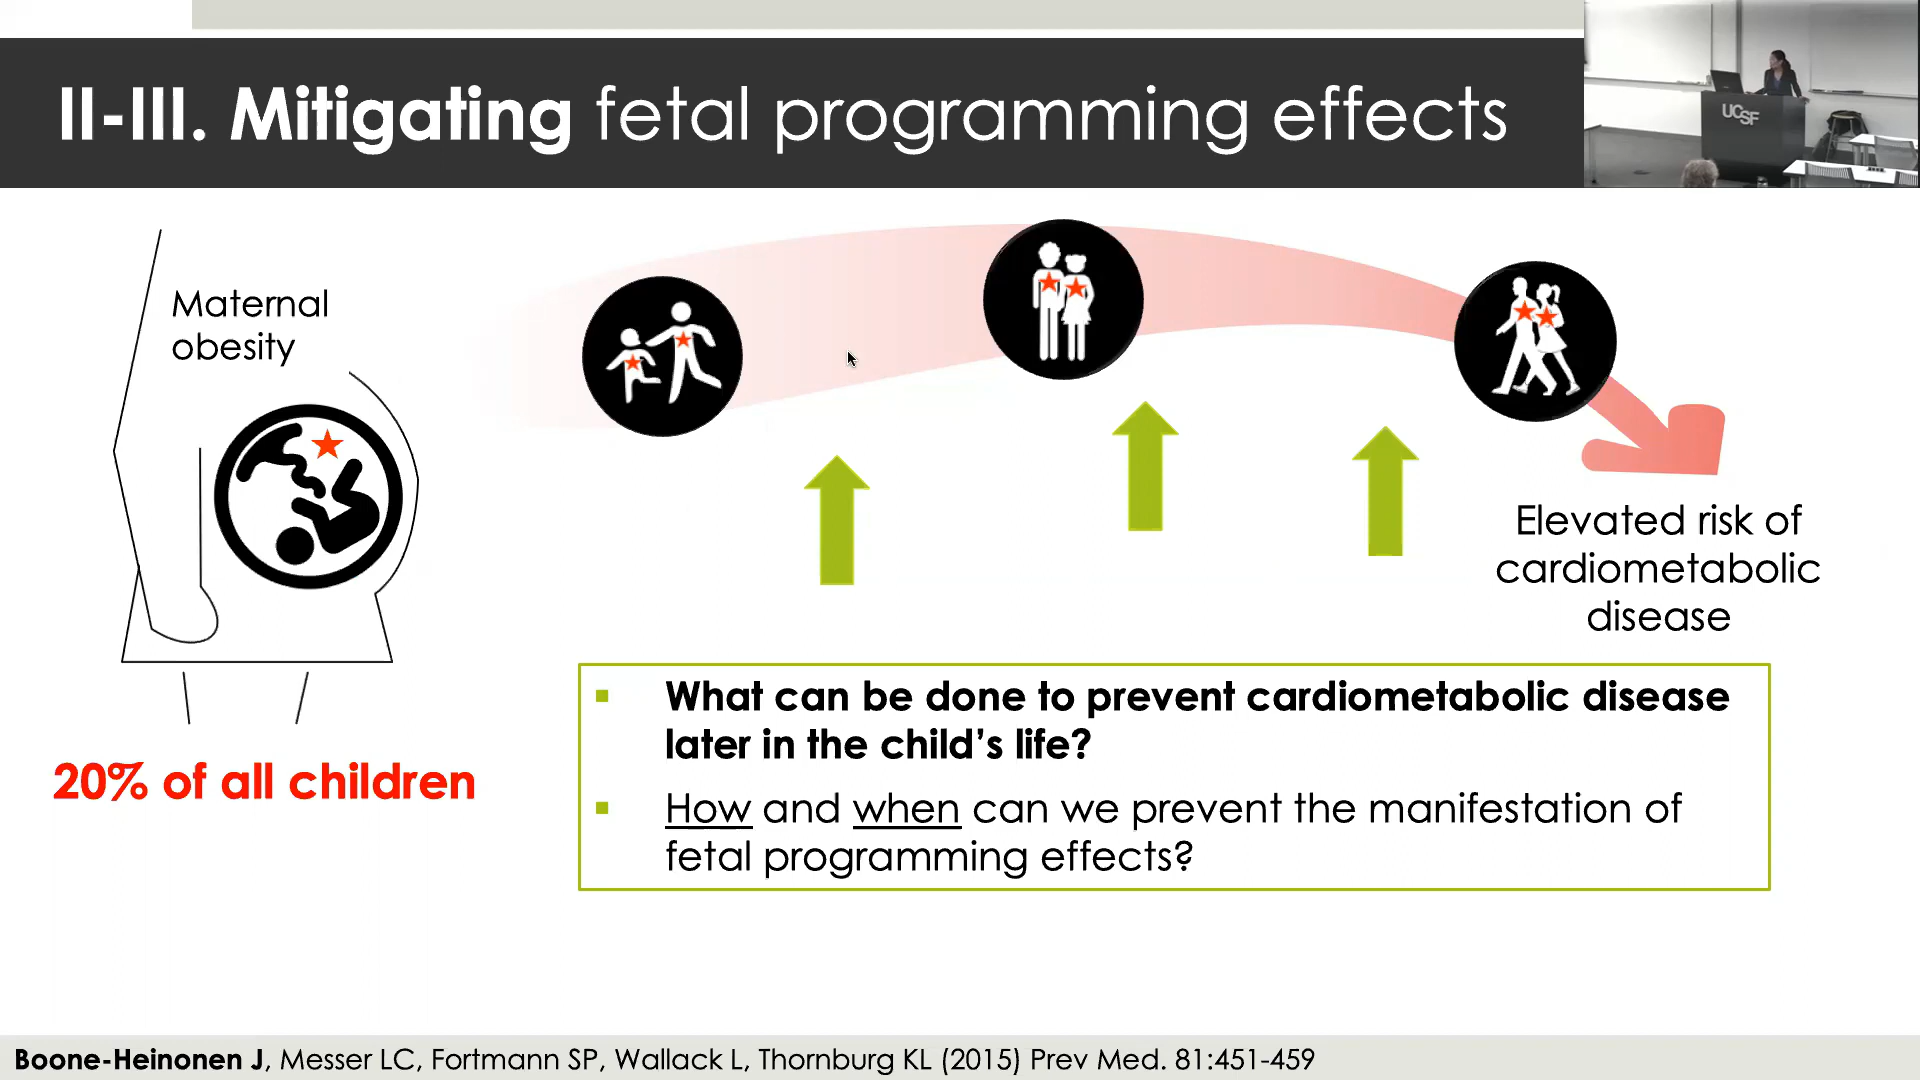 II-III. Mitigating fetal programming effects
UCSF
Maternal
obesity
Elevated risk of
cardiometabolic
disease
20% of all children
▪ What can be done to prevent cardiometabolic disease
later in the child's life?
▪ How and when can we prevent the manifestation of
fetal programming effects?
Boone-Heinonen J, Messer LC, Fortmann SP, Wallack L, Thornburg KL (2015) Prev Med. 81:451-459